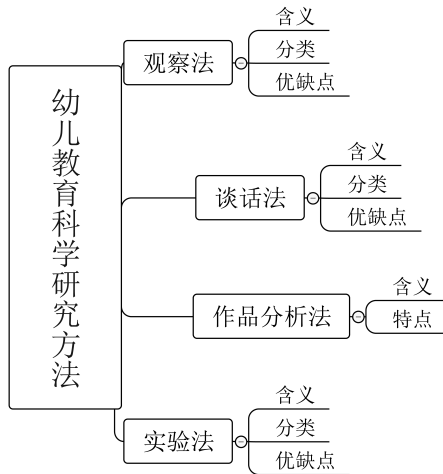 幼儿教育科学研究方法
观察法
含义
分类
优缺点
谈话法
含义
分类
优缺点
作品分析法
含义
特点
实验法
含义
分类
优缺点